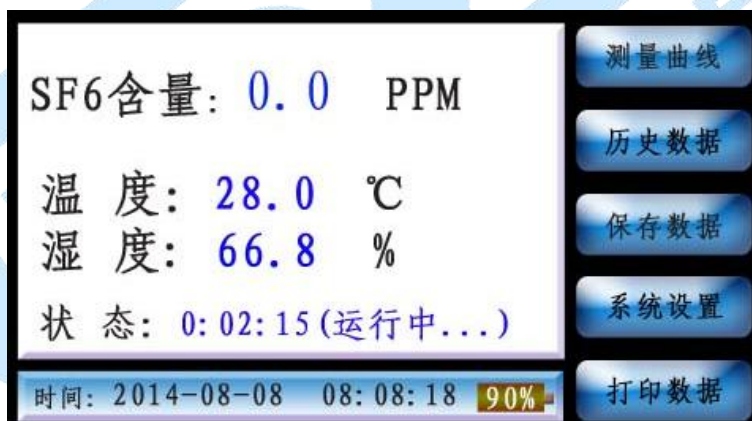 SF6含量: 0.0 PPM
温 度: 28.0 ℃
湿 度: 66.8 %
状 态: 0:02:15(运行中...)
时间: 2014-08-08 08:08:18 90%
测量曲线
历史数据
保存数据
系统设置
打印数据